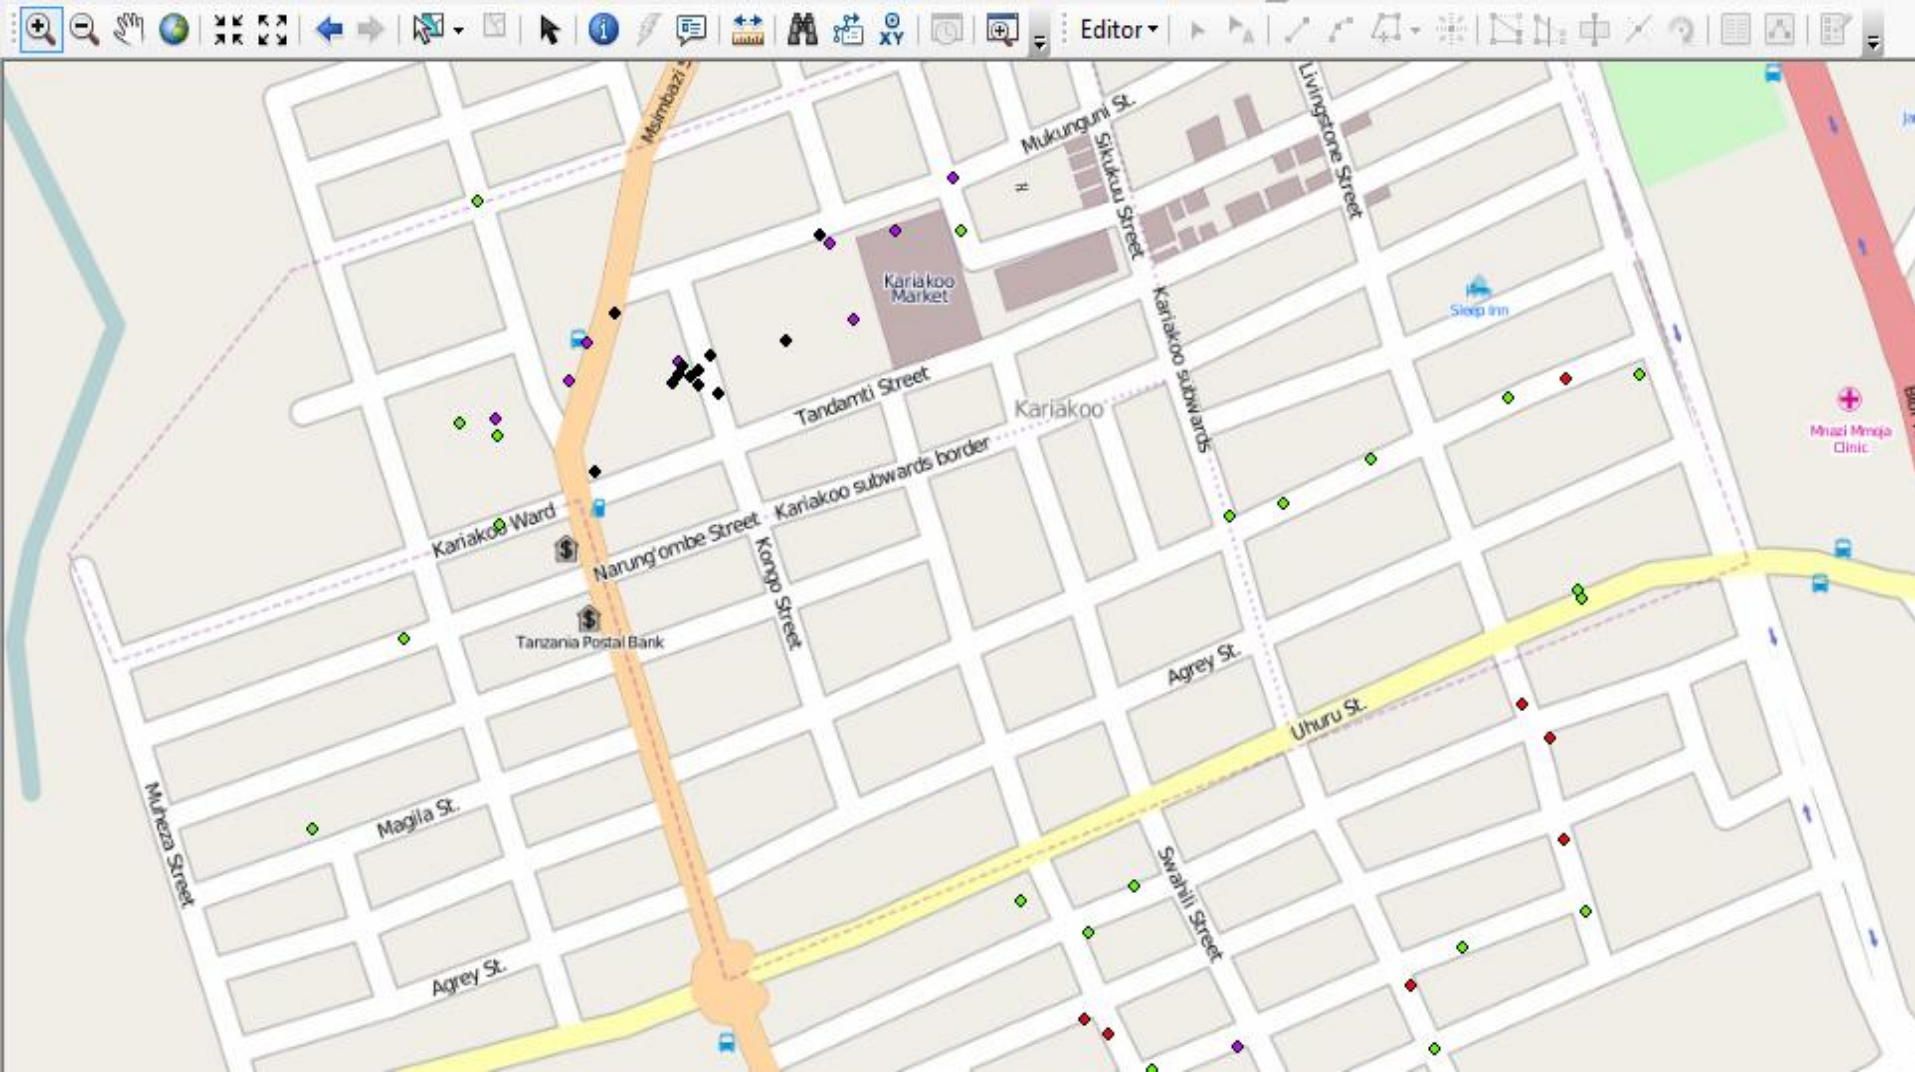 Editor
XY
Msimbazi S
Livingstone Street
Mukunguni St.
Sikukuu Street
Ja
Kariakoo
Market
Kariakoo subwards
Sleep Inn
Tandamti Street
Kariakoo
Mnazi Mmoja
Clinic
Kariakoo subwards border
Kariakoo Ward
Narung'ombe Street
Kongo Street
Tanzania Postal Bank
Agrey St.
Uhuru St.
Muheza Street
Magila St.
Swahili Street
Agrey St.